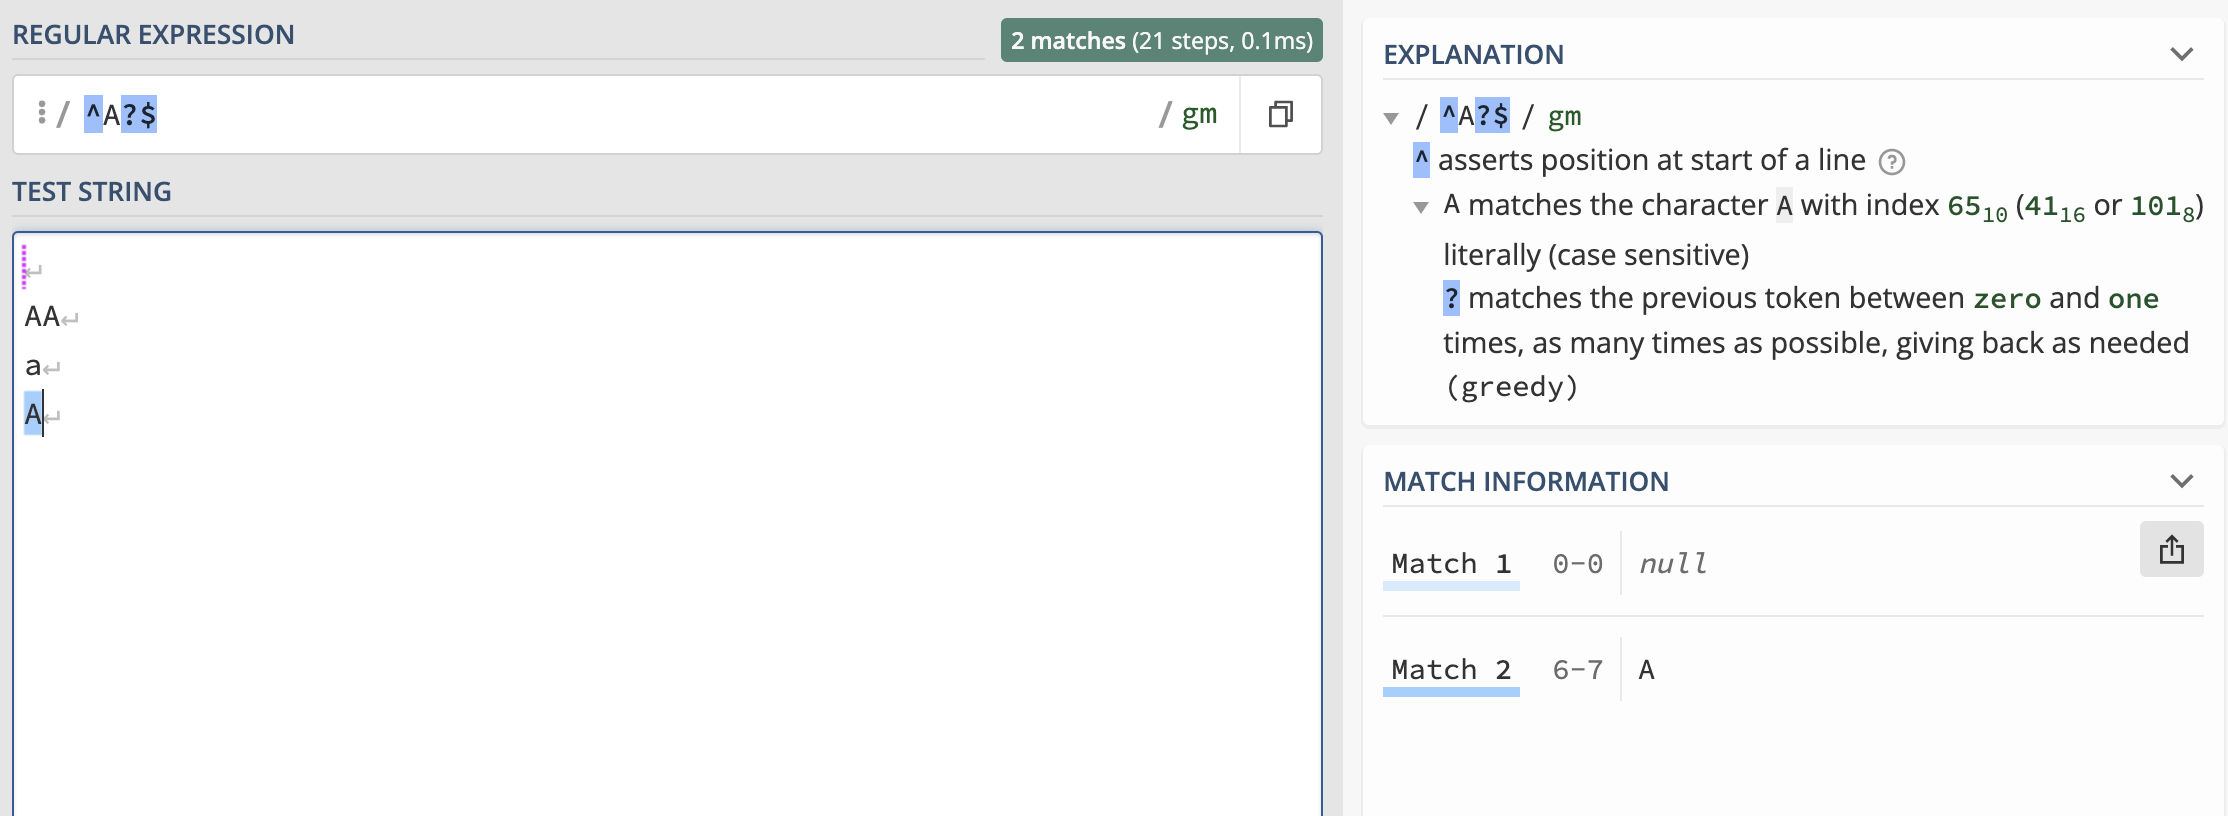 REGULAR EXPRESSION
2 matches (21 steps, 0.1ms)
/ ^A?$ / gm
TEST STRING
↵
AA↵
a↵
A↵
EXPLANATION
/ ^A?$ / gm
^ asserts position at start of a line ?
A matches the character A with index 65₁₀ (41₁₆ or 101₈)
literally (case sensitive)
? matches the previous token between zero and one
times, as many times as possible, giving back as needed
(greedy)
MATCH INFORMATION
Match 1 0-0 null
Match 2 6-7 A